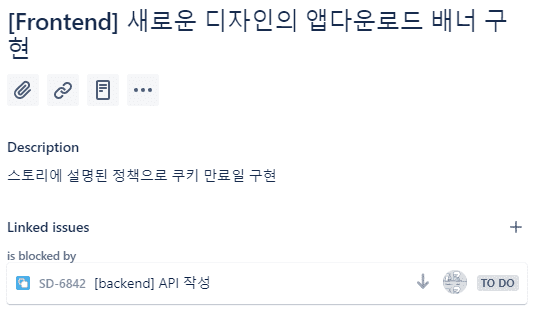 [Frontend] 새로운 디자인의 앱다운로드 배너 구
현
Description
스토리에 설명된 정책으로 쿠키 만료일 구현
Linked issues
is blocked by
SD-6842 [backend] API 작성 TO DO